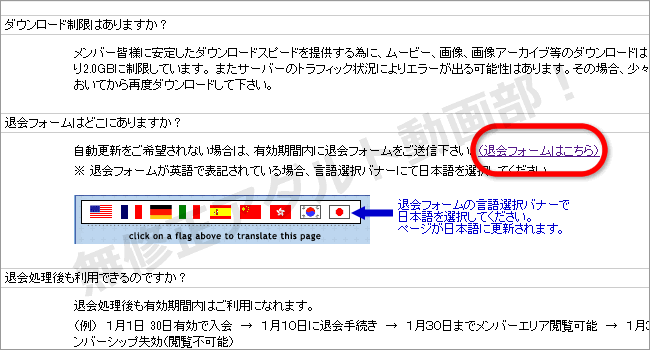 ダウンロード制限はありますか？
メンバー皆様に安定したダウンロードスピードを提供する為に、ムービー、画像、画像アーカイブ等のダウンロードは
り2.0GBに制限しています。 またサーバーのトラフィック状況によりエラーが出る可能性はあります。その場合、少々
おいてから再度ダウンロードして下さい。
退会フォームはどこにありますか？
自動更新をご希望されない場合は、有効期間内に退会フォームをご送信下さい。（退会フォームはこちら）
※ 退会フォームが英語で表記されている場合、言語選択バナーにて日本語を選択してください。
退会フォームの言語選択バナーで
日本語を選択してください。
ページが日本語に更新されます。
click on a flag above to translate this page
退会処理後も利用できるのですか？
退会処理後も有効期間内はご利用になれます。
（例） 1月1日 30日有効で入会 → 1月10日に退会手続き → 1月30日までメンバーエリア閲覧可能 → 1月3
ンバーシップ失効（閲覧不可能）
無修正アダルト動画部！